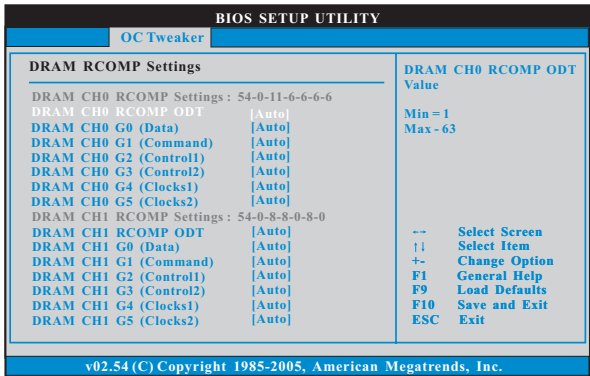 BIOS SETUP UTILITY
OC Tweaker
DRAM RCOMP Settings
DRAM CH0 RCOMP Settings : 54-0-11-6-6-6-6
DRAM CH0 RCOMP ODT [Auto]
DRAM CH0 G0 (Data) [Auto]
DRAM CH0 G1 (Command) [Auto]
DRAM CH0 G2 (Control1) [Auto]
DRAM CH0 G3 (Control2) [Auto]
DRAM CH0 G4 (Clocks1) [Auto]
DRAM CH0 G5 (Clocks2) [Auto]
DRAM CH1 RCOMP Settings : 54-0-8-8-0-8-0
DRAM CH1 RCOMP ODT [Auto]
DRAM CH1 G0 (Data) [Auto]
DRAM CH1 G1 (Command) [Auto]
DRAM CH1 G2 (Control1) [Auto]
DRAM CH1 G3 (Control2) [Auto]
DRAM CH1 G4 (Clocks1) [Auto]
DRAM CH1 G5 (Clocks2) [Auto]
DRAM CH0 RCOMP ODT
Value
Min = 1
Max - 63
←→ Select Screen
↑↓ Select Item
+- Change Option
F1 General Help
F9 Load Defaults
F10 Save and Exit
ESC Exit
v02.54 (C) Copyright 1985-2005, American Megatrends, Inc.